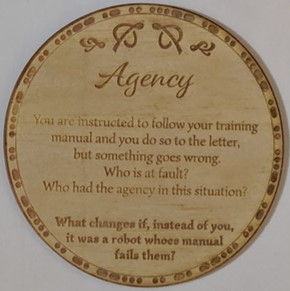 Agency
You are instructed to follow your training
manual and you do so to the letter,
but something goes wrong.
Who is at fault?
Who had the agency in this situation?
What changes if, instead of you,
it was a robot whose manual
fails them?